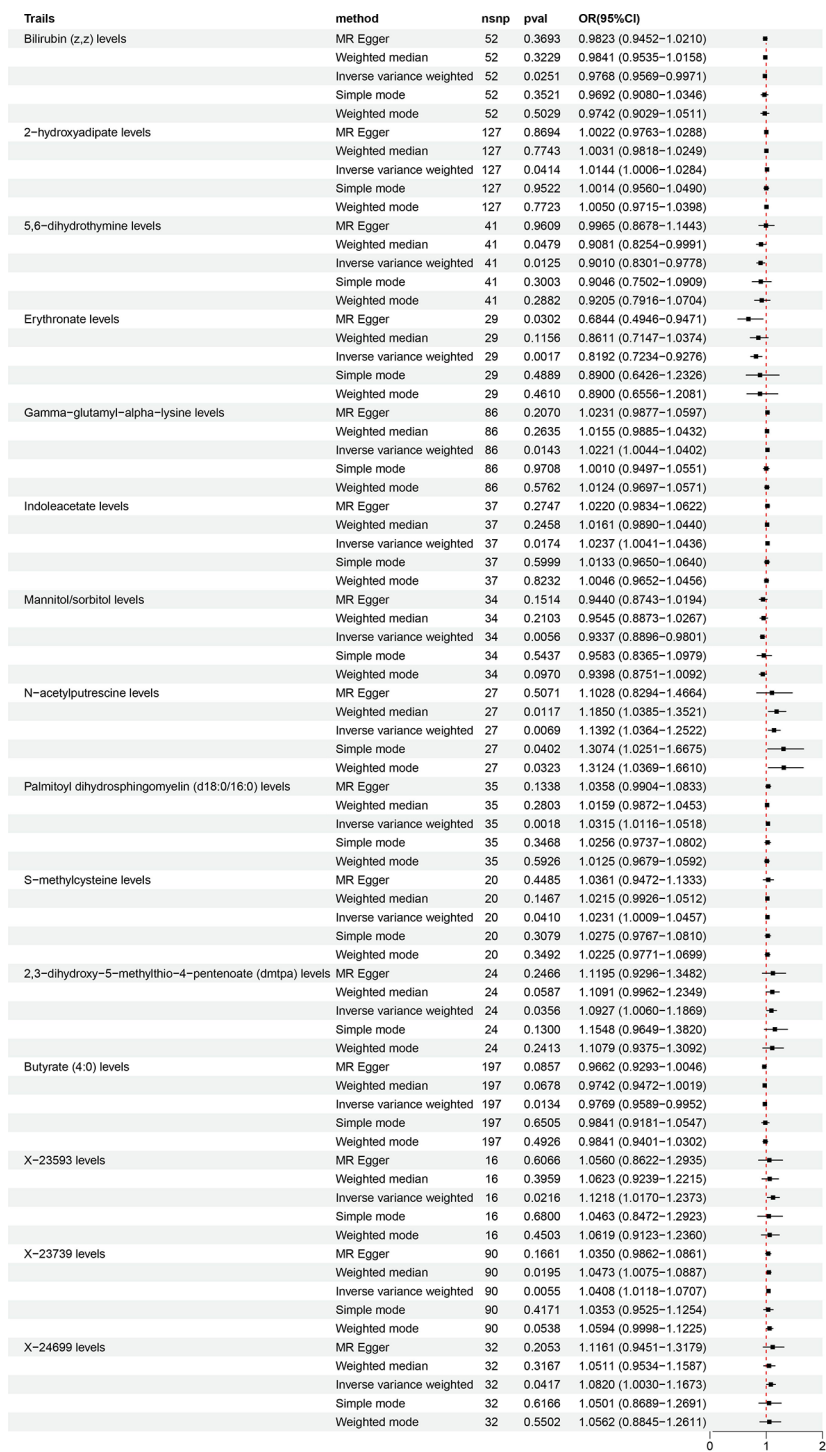 Trails method nsnp pval OR(95%CI)
Bilirubin (z,z) levels MR Egger 52 0.3693 0.9823 (0.9452−1.0210)
Weighted median 52 0.3229 0.9841 (0.9535−1.0158)
Inverse variance weighted 52 0.0251 0.9768 (0.9569−0.9971)
Simple mode 52 0.3521 0.9692 (0.9080−1.0346)
Weighted mode 52 0.5029 0.9742 (0.9029−1.0511)
2−hydroxyadipate levels MR Egger 127 0.8694 1.0022 (0.9763−1.0288)
Weighted median 127 0.7743 1.0031 (0.9818−1.0249)
Inverse variance weighted 127 0.0414 1.0144 (1.0006−1.0284)
Simple mode 127 0.9522 1.0014 (0.9560−1.0490)
Weighted mode 127 0.7723 1.0050 (0.9715−1.0398)
5,6−dihydrothymine levels MR Egger 41 0.9609 0.9965 (0.8678−1.1443)
Weighted median 41 0.0479 0.9081 (0.8254−0.9991)
Inverse variance weighted 41 0.0125 0.9010 (0.8301−0.9778)
Simple mode 41 0.3003 0.9046 (0.7502−1.0909)
Weighted mode 41 0.2882 0.9205 (0.7916−1.0704)
Erythronate levels MR Egger 29 0.0302 0.6844 (0.4946−0.9471)
Weighted median 29 0.1156 0.8611 (0.7147−1.0374)
Inverse variance weighted 29 0.0017 0.8192 (0.7234−0.9276)
Simple mode 29 0.4889 0.8900 (0.6426−1.2326)
Weighted mode 29 0.4610 0.8900 (0.6556−1.2081)
Gamma−glutamyl−alpha−lysine levels MR Egger 86 0.2070 1.0231 (0.9877−1.0597)
Weighted median 86 0.2635 1.0155 (0.9885−1.0432)
Inverse variance weighted 86 0.0143 1.0221 (1.0044−1.0402)
Simple mode 86 0.9708 1.0010 (0.9497−1.0551)
Weighted mode 86 0.5762 1.0124 (0.9697−1.0571)
Indoleacetate levels MR Egger 37 0.2747 1.0220 (0.9834−1.0622)
Weighted median 37 0.2458 1.0161 (0.9890−1.0440)
Inverse variance weighted 37 0.0174 1.0237 (1.0041−1.0436)
Simple mode 37 0.5999 1.0133 (0.9650−1.0640)
Weighted mode 37 0.8232 1.0046 (0.9652−1.0456)
Mannitol/sorbitol levels MR Egger 34 0.1514 0.9440 (0.8743−1.0194)
Weighted median 34 0.2103 0.9545 (0.8873−1.0267)
Inverse variance weighted 34 0.0056 0.9337 (0.8896−0.9801)
Simple mode 34 0.5437 0.9583 (0.8365−1.0979)
Weighted mode 34 0.0970 0.9398 (0.8751−1.0092)
N−acetylputrescine levels MR Egger 27 0.5071 1.1028 (0.8294−1.4664)
Weighted median 27 0.0117 1.1850 (1.0385−1.3521)
Inverse variance weighted 27 0.0069 1.1392 (1.0364−1.2522)
Simple mode 27 0.0402 1.3074 (1.0251−1.6675)
Weighted mode 27 0.0323 1.3124 (1.0369−1.6610)
Palmitoyl dihydrosphingomyelin (d18:0/16:0) levels MR Egger 35 0.1338 1.0358 (0.9904−1.0833)
Weighted median 35 0.2803 1.0159 (0.9872−1.0453)
Inverse variance weighted 35 0.0018 1.0315 (1.0116−1.0518)
Simple mode 35 0.3468 1.0256 (0.9737−1.0802)
Weighted mode 35 0.5926 1.0125 (0.9679−1.0592)
S−methylcysteine levels MR Egger 20 0.4485 1.0361 (0.9472−1.1333)
Weighted median 20 0.1467 1.0215 (0.9926−1.0512)
Inverse variance weighted 20 0.0410 1.0231 (1.0009−1.0457)
Simple mode 20 0.3079 1.0275 (0.9767−1.0810)
Weighted mode 20 0.3492 1.0225 (0.9771−1.0699)
2,3−dihydroxy−5−methylthio−4−pentenoate (dmtpa) levels MR Egger 24 0.2466 1.1195 (0.9296−1.3482)
Weighted median 24 0.0587 1.1091 (0.9962−1.2349)
Inverse variance weighted 24 0.0356 1.0927 (1.0060−1.1869)
Simple mode 24 0.1300 1.1548 (0.9649−1.3820)
Weighted mode 24 0.2413 1.1079 (0.9375−1.3092)
Butyrate (4:0) levels MR Egger 197 0.0857 0.9662 (0.9293−1.0046)
Weighted median 197 0.0678 0.9742 (0.9472−1.0019)
Inverse variance weighted 197 0.0134 0.9769 (0.9589−0.9952)
Simple mode 197 0.6505 0.9841 (0.9181−1.0547)
Weighted mode 197 0.4926 0.9841 (0.9401−1.0302)
X−23593 levels MR Egger 16 0.6066 1.0560 (0.8622−1.2935)
Weighted median 16 0.3959 1.0623 (0.9239−1.2215)
Inverse variance weighted 16 0.0216 1.1218 (1.0170−1.2373)
Simple mode 16 0.6800 1.0463 (0.8472−1.2923)
Weighted mode 16 0.4503 1.0619 (0.9123−1.2360)
X−23739 levels MR Egger 90 0.1661 1.0350 (0.9862−1.0861)
Weighted median 90 0.0195 1.0473 (1.0075−1.0887)
Inverse variance weighted 90 0.0055 1.0408 (1.0118−1.0707)
Simple mode 90 0.4171 1.0353 (0.9525−1.1254)
Weighted mode 90 0.0538 1.0594 (0.9998−1.1225)
X−24699 levels MR Egger 32 0.2053 1.1161 (0.9451−1.3179)
Weighted median 32 0.3167 1.0511 (0.9534−1.1587)
Inverse variance weighted 32 0.0417 1.0820 (1.0030−1.1673)
Simple mode 32 0.6166 1.0501 (0.8689−1.2691)
Weighted mode 32 0.5502 1.0562 (0.8845−1.2611)
0 1 2